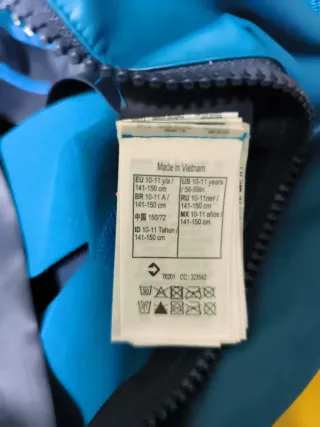 Made in Vietnam
EU 10-11 y/a /
141-150 cm
BR 10-11 A /
141-150 cm
中国 150/72
ID 10-11 Tahun /
141-150 cm
US 10-11 years
/ 56-59in
RU 10-11лет/
141-150 cm
MX 10-11 años /
141-150 cm
76201 CC: 323542